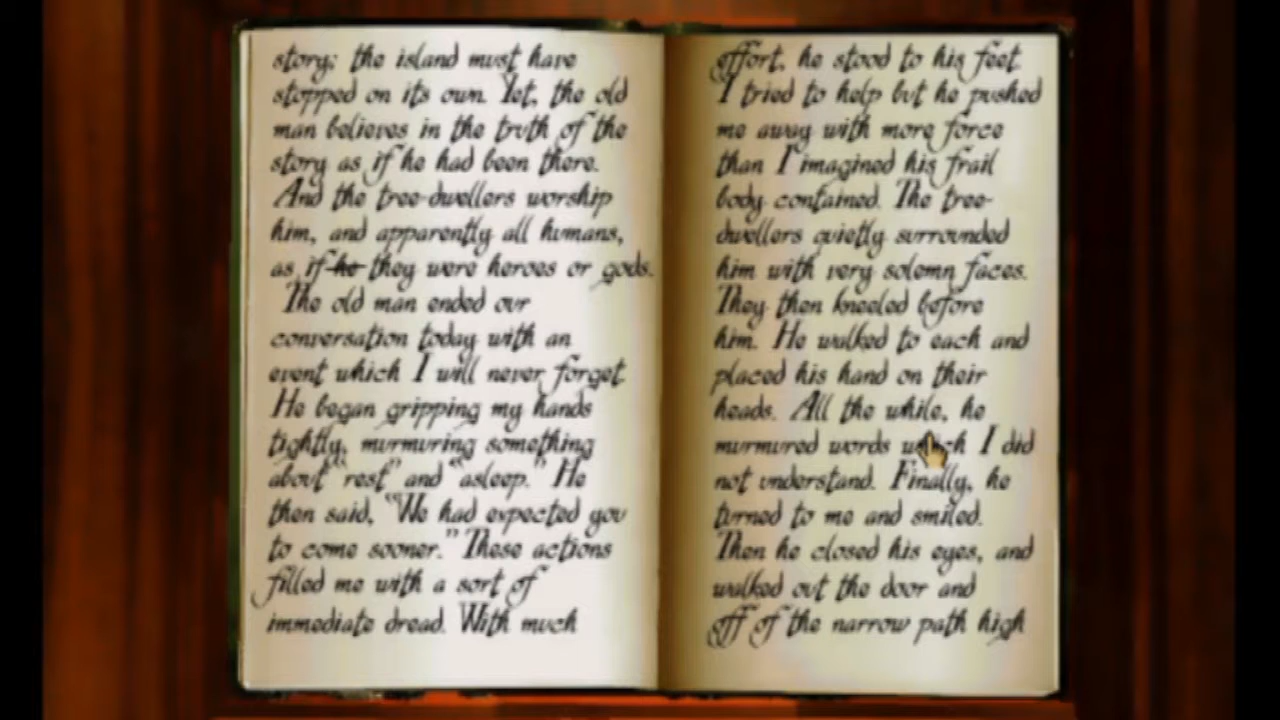 story; the island must have
stopped on its own. Yet, the old
man believes in the truth of the
story as if he had been there.
And the tree-dwellers worship
him, and apparently all humans,
as if he they were heroes or gods.
The old man ended our
conversation today with an
event which I will never forget.
He began gripping my hands
tightly, murmuring something
about "rest" and "asleep." He
then said, "We had expected you
to come sooner." These actions
filled me with a sort of
immediate dread. With much
effort, he stood to his feet
I tried to help but he pushed
me away with more force
than I imagined his frail
body contained. The tree-
dwellers quietly surrounded
him with very solemn faces.
They then kneeled before
him. He walked to each and
placed his hand on their
heads. All the while, he
murmured words which I did
not understand. Finally, he
turned to me and smiled.
Then he closed his eyes, and
walked out the door and
off of the narrow path high